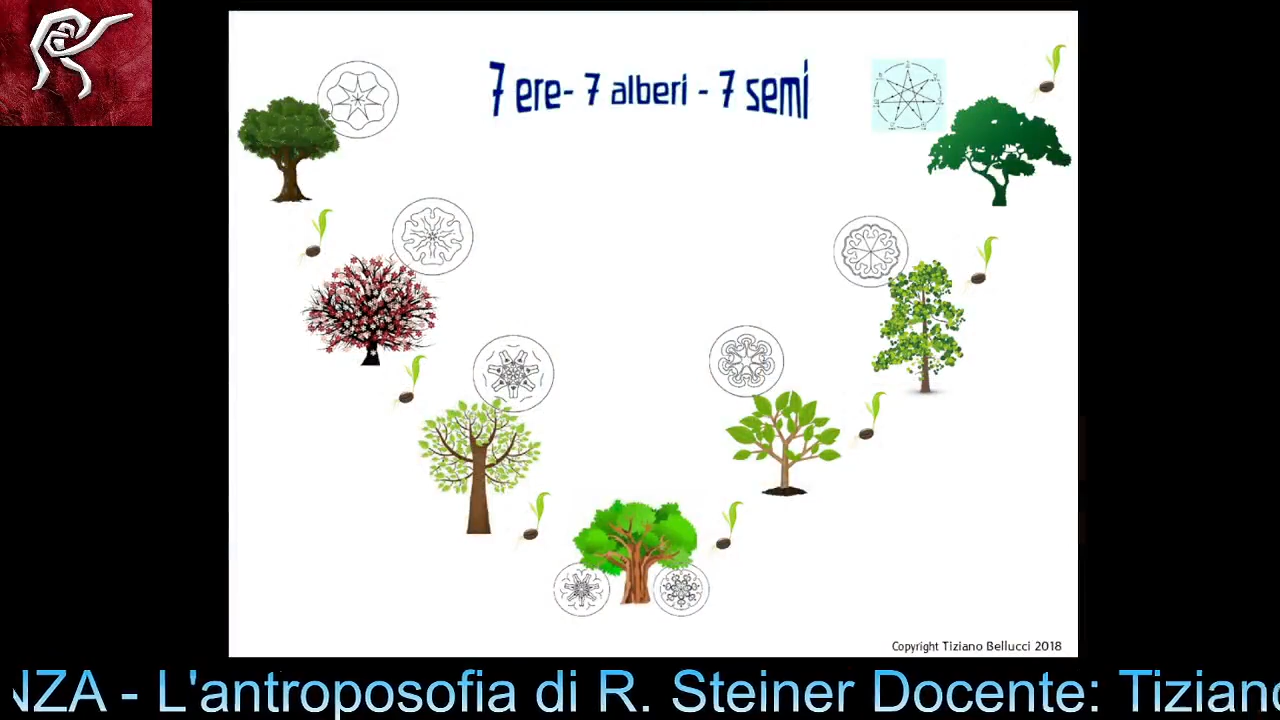 7 ere- 7 alberi - 7 semi
Copyright Tiziano Bellucci 2018
NZA - L'antroposofia di R. Steiner Docente: Tiziano